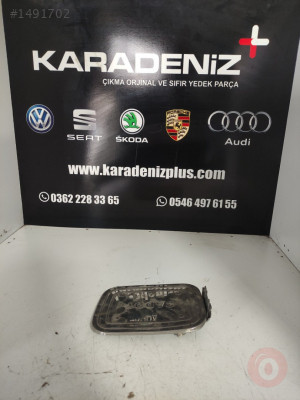 #1491702
KARADENİZ
ÇIKMA ORJİNAL VE SIFIR YEDEK PARÇA
SEAT
ŠKODA
PORSCHE
Audi
www.karadenizplus.com
0362 228 33 65
0546 497 61 55